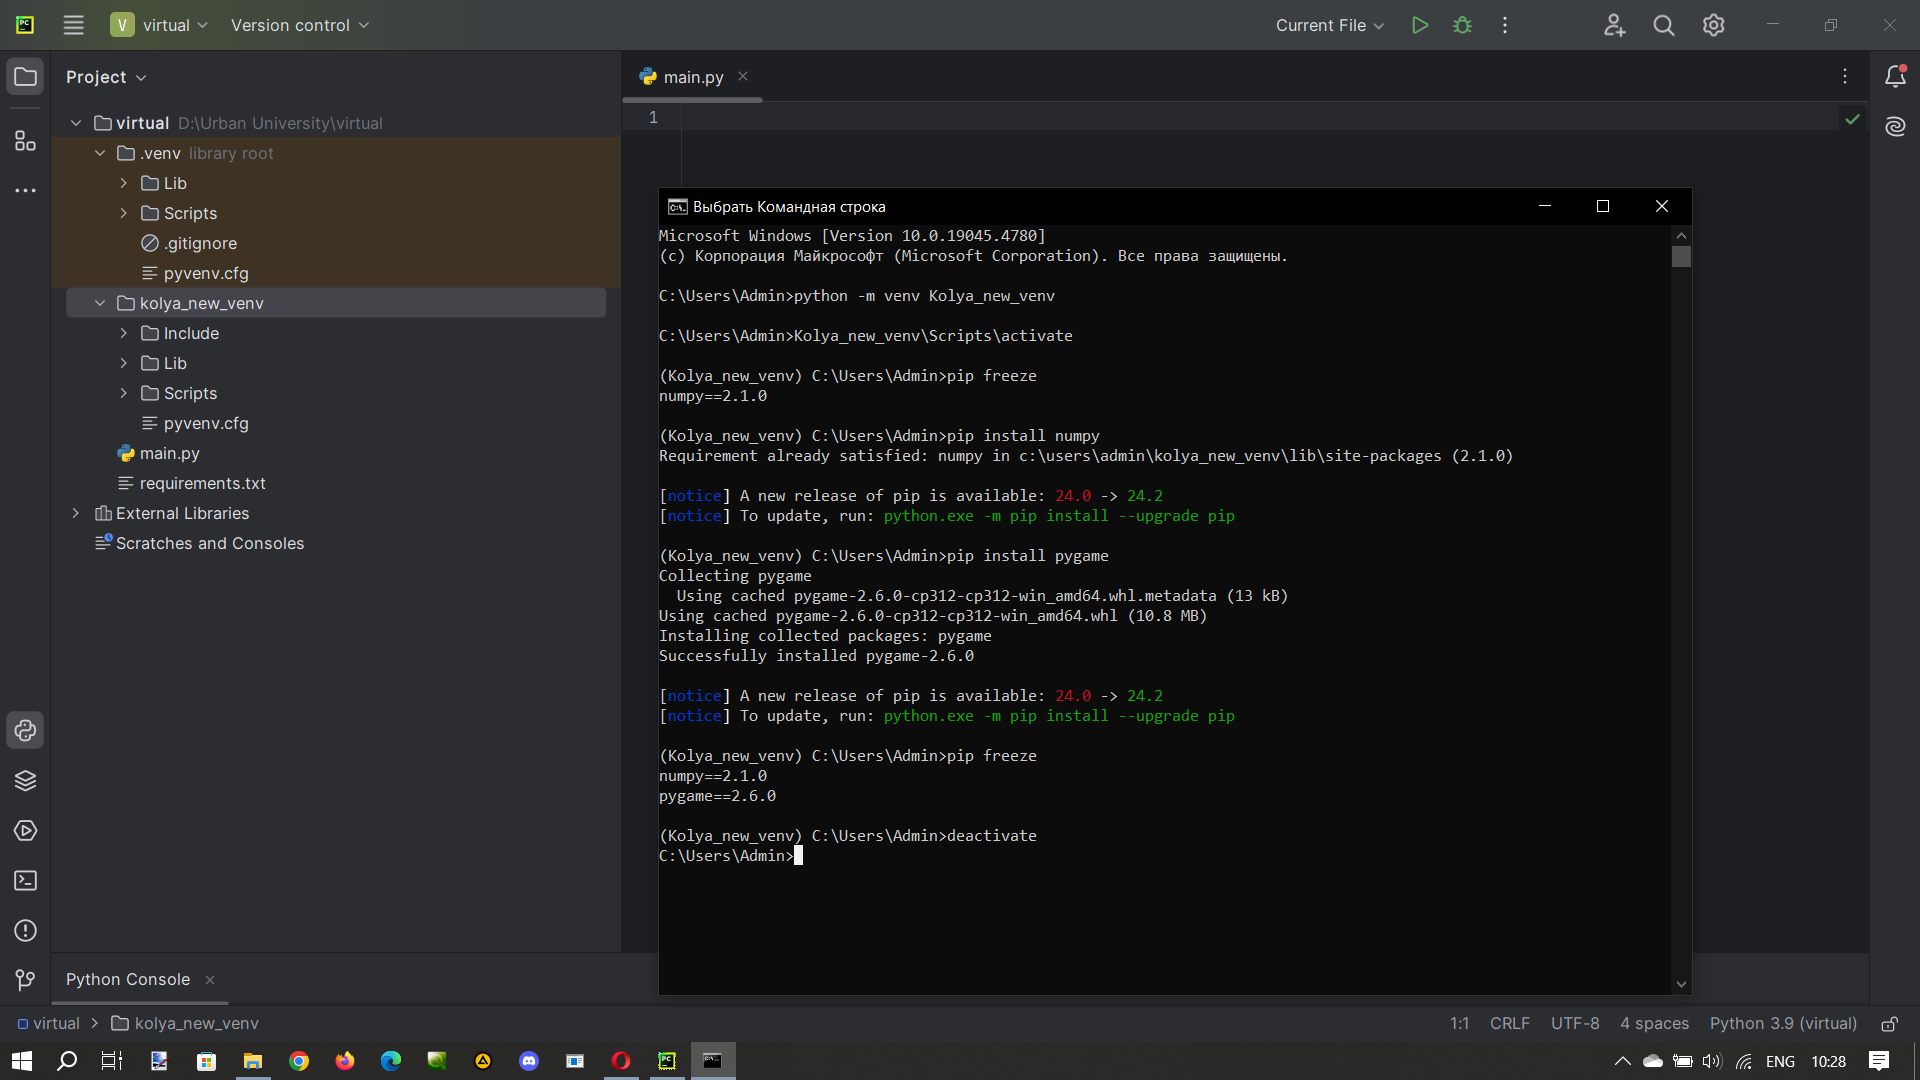 V virtual Version control Current File
Project
main.py
1
virtual D:\Urban University\virtual
.venv library root
Lib
Scripts
.gitignore
pyvenv.cfg
kolya_new_venv
Include
Lib
Scripts
pyvenv.cfg
main.py
requirements.txt
External Libraries
Scratches and Consoles
Выбрать Командная строка
Microsoft Windows [Version 10.0.19045.4780]
(c) Корпорация Майкрософт (Microsoft Corporation). Все права защищены.
C:\Users\Admin>python -m venv Kolya_new_venv
C:\Users\Admin>Kolya_new_venv\Scripts\activate
(Kolya_new_venv) C:\Users\Admin>pip freeze
numpy==2.1.0
(Kolya_new_venv) C:\Users\Admin>pip install numpy
Requirement already satisfied: numpy in c:\users\admin\kolya_new_venv\lib\site-packages (2.1.0)
[notice] A new release of pip is available: 24.0 -> 24.2
[notice] To update, run: python.exe -m pip install --upgrade pip
(Kolya_new_venv) C:\Users\Admin>pip install pygame
Collecting pygame
Using cached pygame-2.6.0-cp312-cp312-win_amd64.whl.metadata (13 kB)
Using cached pygame-2.6.0-cp312-cp312-win_amd64.whl (10.8 MB)
Installing collected packages: pygame
Successfully installed pygame-2.6.0
[notice] A new release of pip is available: 24.0 -> 24.2
[notice] To update, run: python.exe -m pip install --upgrade pip
(Kolya_new_venv) C:\Users\Admin>pip freeze
numpy==2.1.0
pygame==2.6.0
(Kolya_new_venv) C:\Users\Admin>deactivate
C:\Users\Admin>
Python Console
virtual > kolya_new_venv
1:1 CRLF UTF-8 4 spaces Python 3.9 (virtual)
ENG 10:28